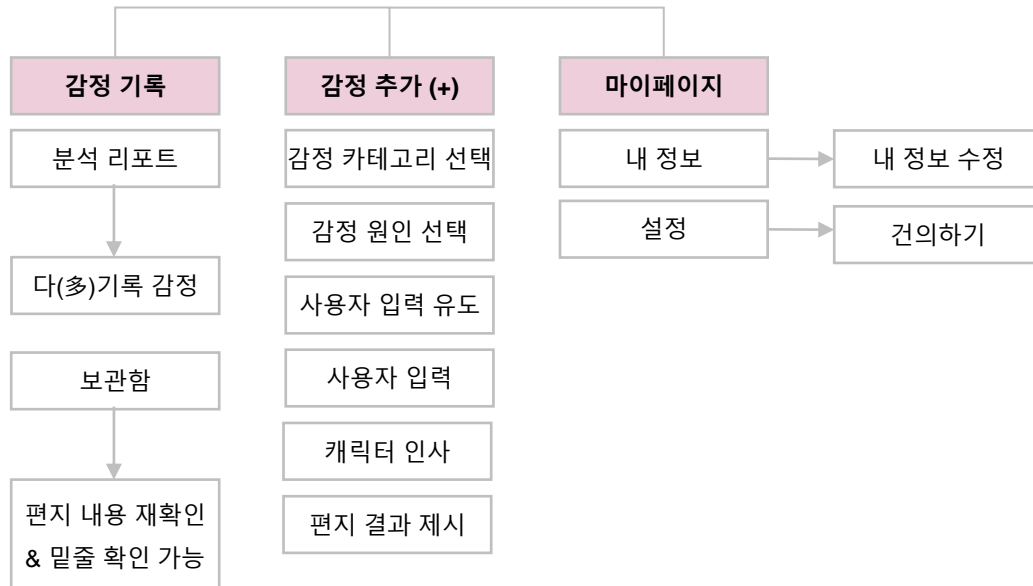 감정 기록
분석 리포트
다(多)기록 감정
보관함
편지 내용 재확인
& 밑줄 확인 가능
감정 추가 (+)
감정 카테고리 선택
감정 원인 선택
사용자 입력 유도
사용자 입력
캐릭터 인사
편지 결과 제시
마이페이지
내 정보
내 정보 수정
설정
건의하기